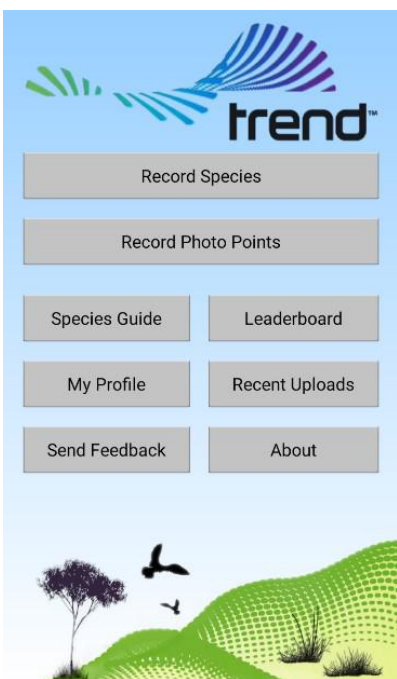 trend™
Record Species
Record Photo Points
Species Guide
Leaderboard
My Profile
Recent Uploads
Send Feedback
About